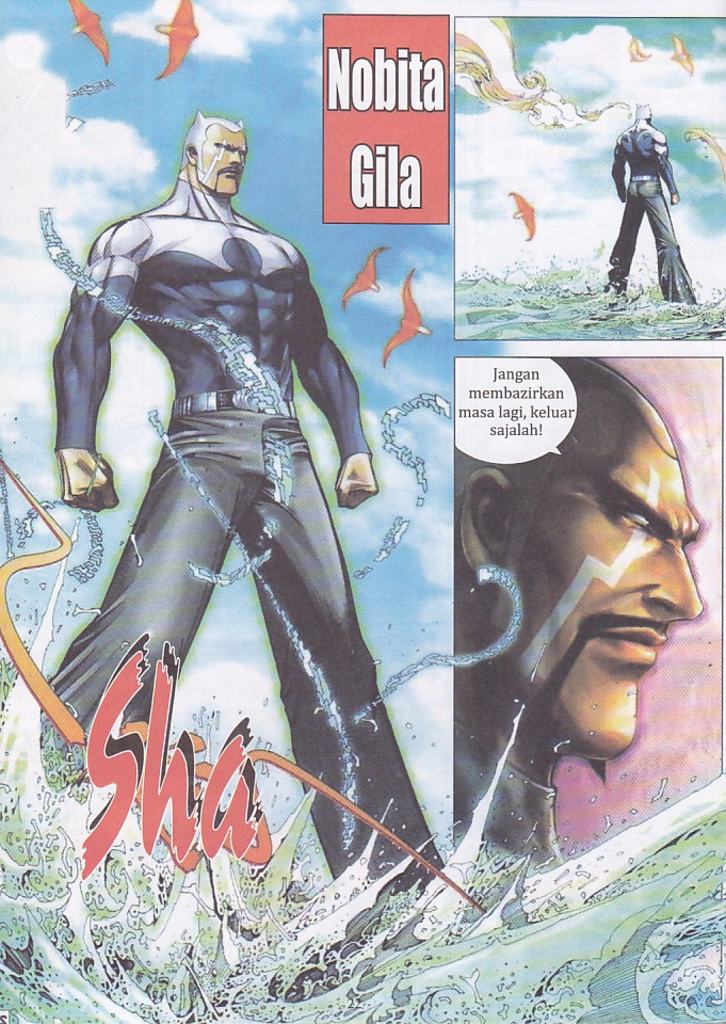 Nobita
Gila
Jangan
membazirkan
masa lagi, keluar
sajalah!
Sha